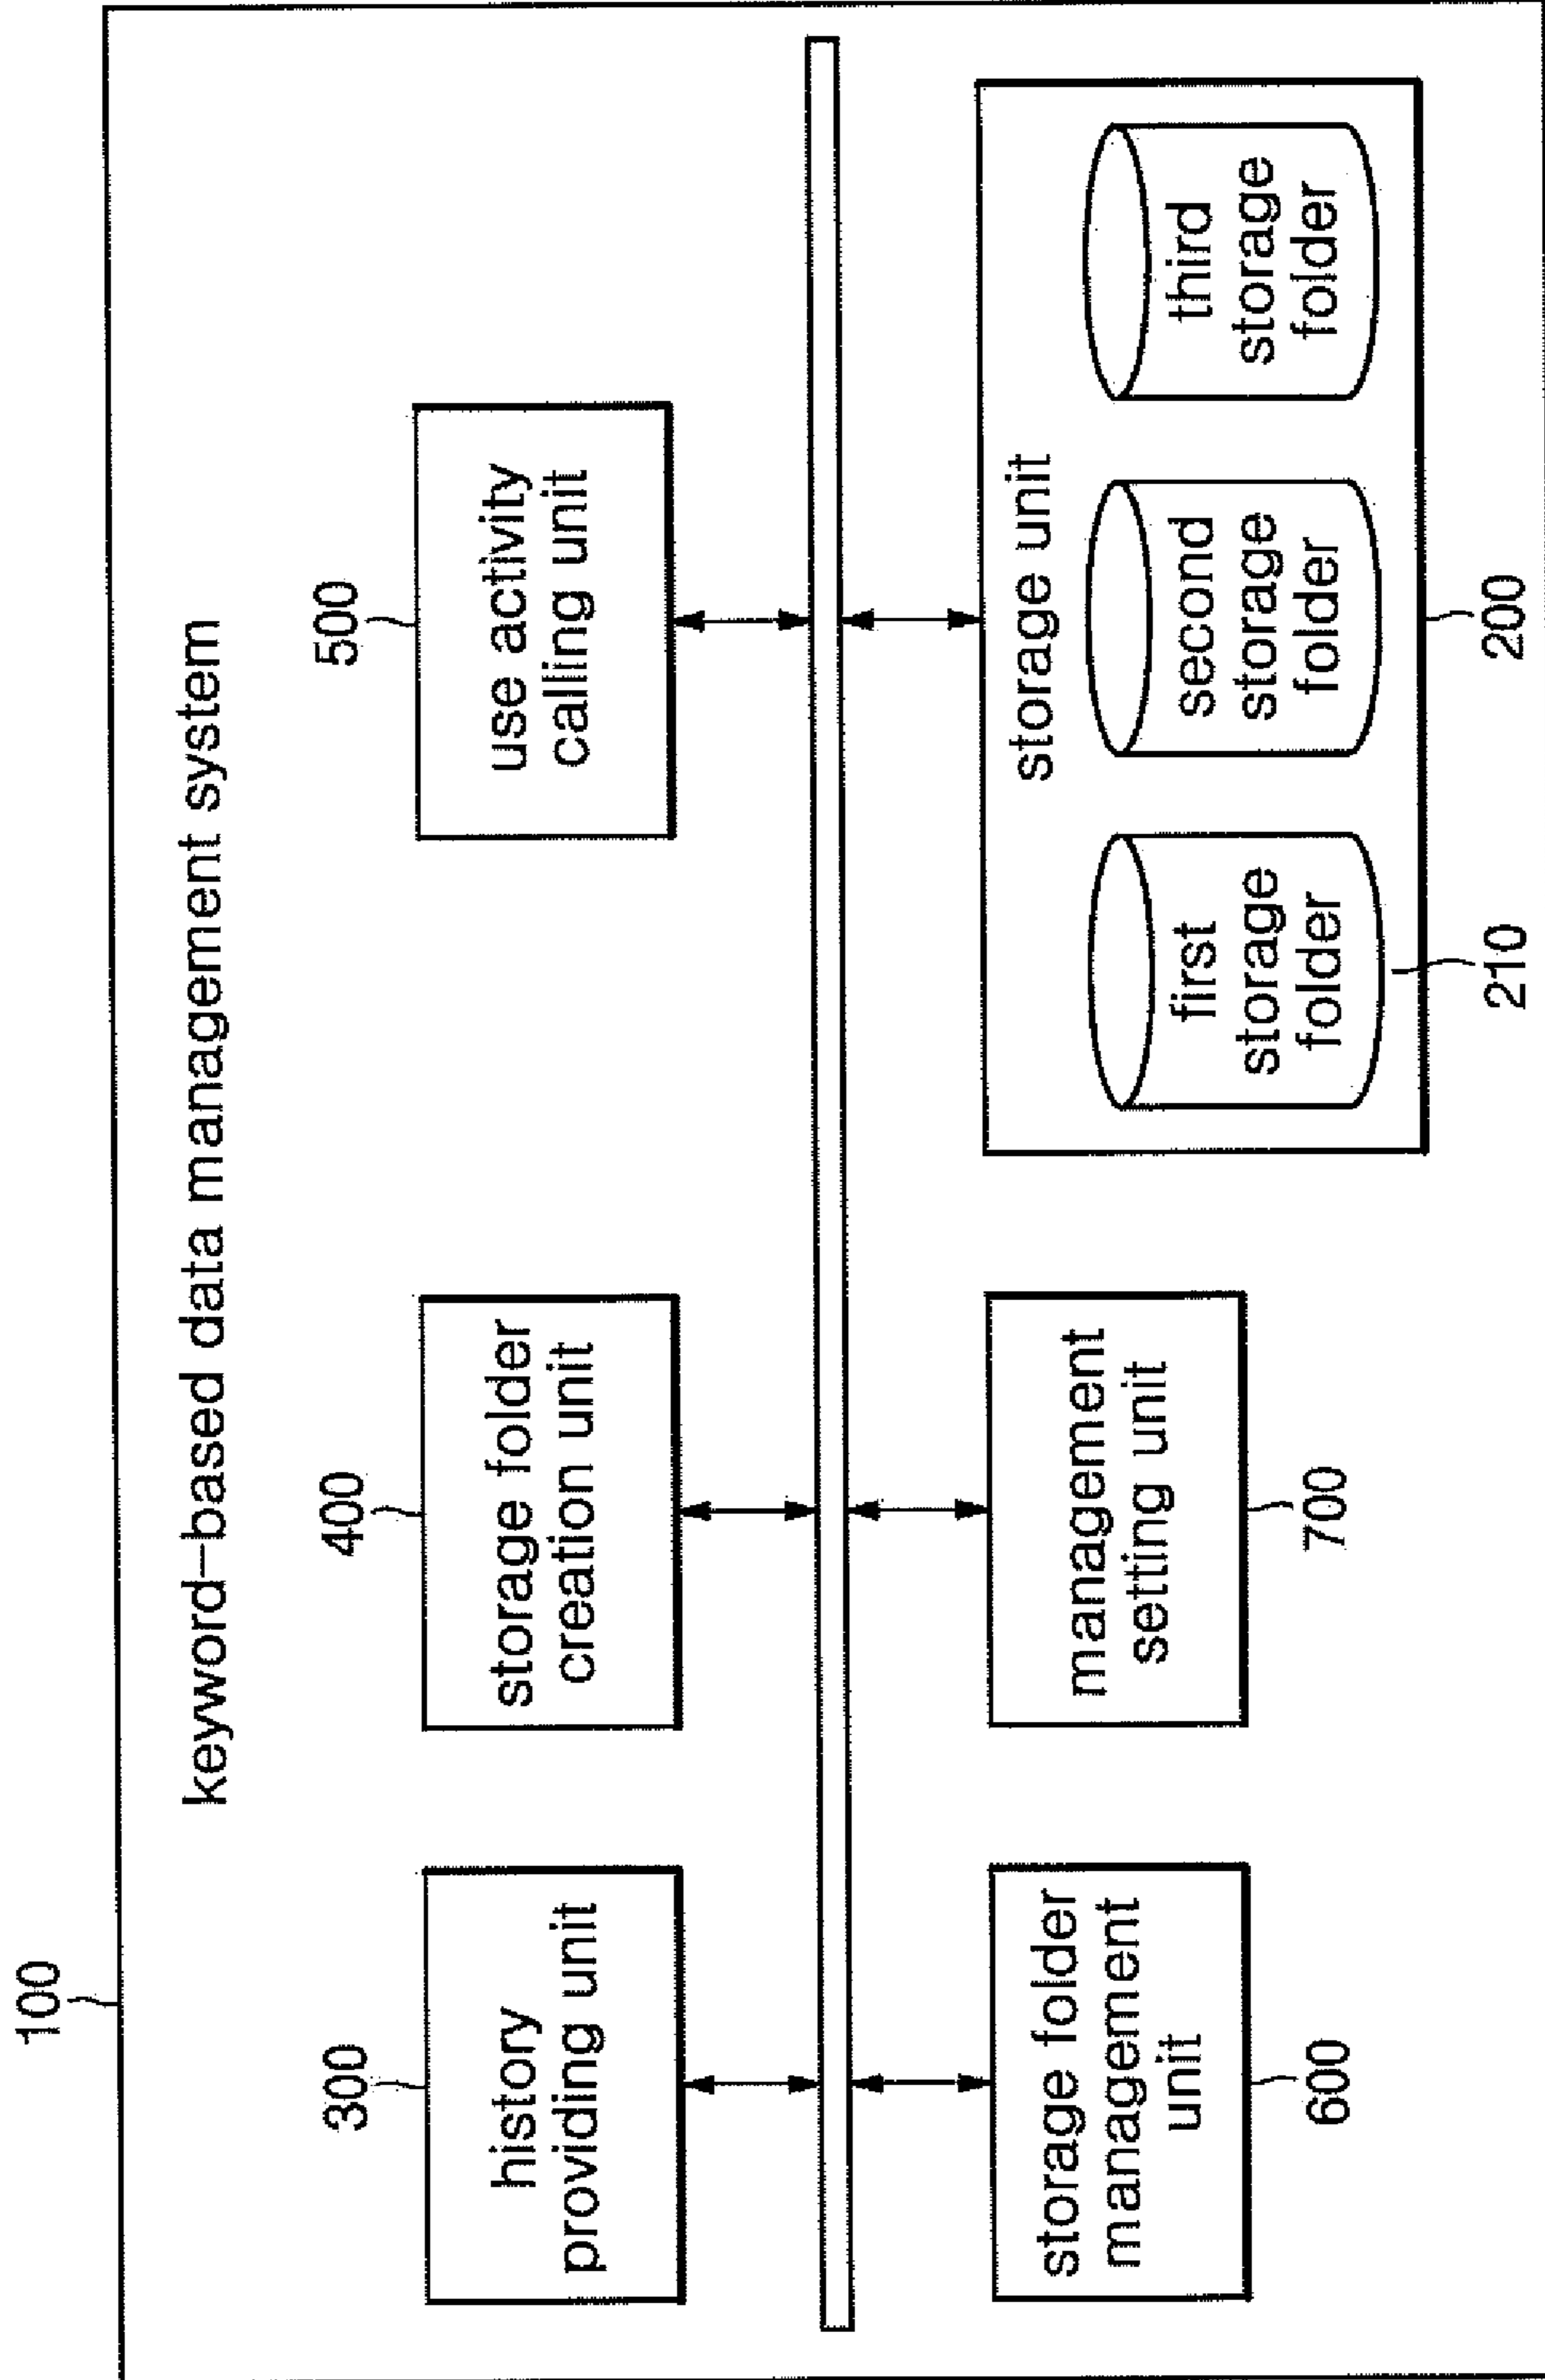 100
keyword-based data management system
300
400
500
history
providing unit
storage folder
creation unit
use activity
calling unit
storage folder
management
unit
management
setting unit
storage unit
first
storage
folder
second
storage
folder
third
storage
folder
600
700
210
200